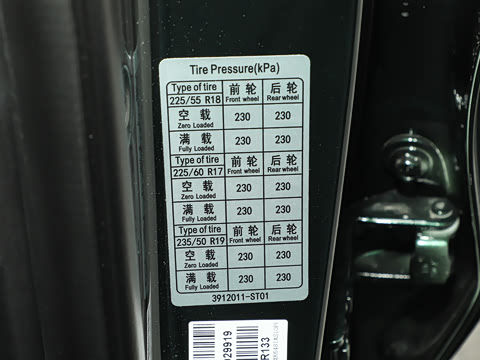 Tire Pressure(kPa)
Type of tire 前 轮 后 轮
225/55 R18 Front wheel Rear wheel
空 载 230 230
Zero Loaded
满 载 230 230
Fully Loaded
Type of tire 前 轮 后 轮
225/60 R17 Front wheel Rear wheel
空 载 230 230
Zero Loaded
满 载 230 230
Fully Loaded
Type of tire 前 轮 后 轮
235/50 R19 Front wheel Rear wheel
空 载 230 230
Zero Loaded
满 载 230 230
Fully Loaded
3912011-ST01
29919
R133